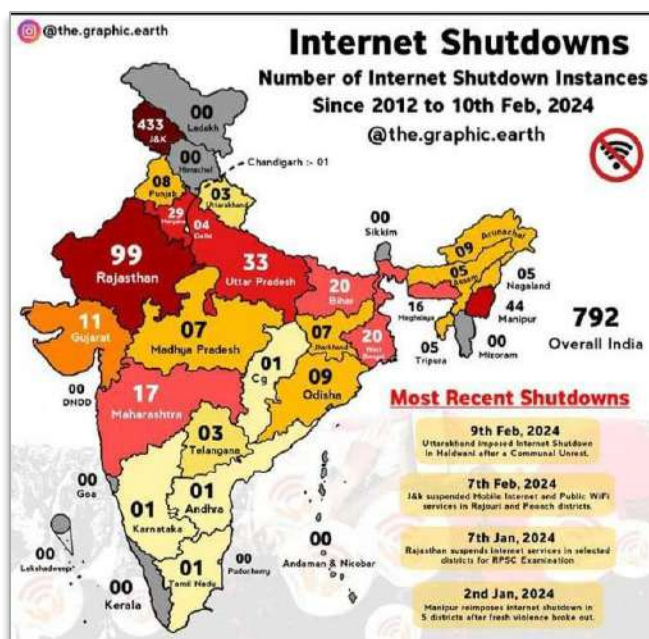 @the.graphic.earth
Internet Shutdowns
Number of Internet Shutdown Instances
Since 2012 to 10th Feb, 2024
@the.graphic.earth
00
Ladakh
433
J&K
00
Himachal
Chandigarh :- 01
08
Punjab
03
Uttarakhand
29
Haryana
04
Delhi
00
Sikkim
09
Arunachal
99
Rajasthan
33
Uttar Pradesh
20
Bihar
05
Assam
05
Nagaland
16
Meghalaya
44
Manipur
792
Overall India
11
Gujarat
07
Madhya Pradesh
07
Jharkhand
20
West
Bengal
05
Tripura
00
Mizoram
01
Cg
09
Odisha
00
DNDD
17
Maharashtra
03
Telangana
Most Recent Shutdowns
9th Feb, 2024
Uttarakhand imposed Internet Shutdown
in Haldwani after a Communal Unrest.
7th Feb, 2024
J&k suspended Mobile Internet and Public WiFi
services in Rajouri and Poonch districts.
7th Jan, 2024
Rajasthan suspends internet services in selected
districts for RPSC Examination
2nd Jan, 2024
Manipur reimposes internet shutdown in
5 districts after fresh violence broke out.
00
Goa
01
Karnataka
01
Andhra
00
Lakshadweep
00
Kerala
01
Tamil Nadu
00
Puducherry
00
Andaman & Nicobar